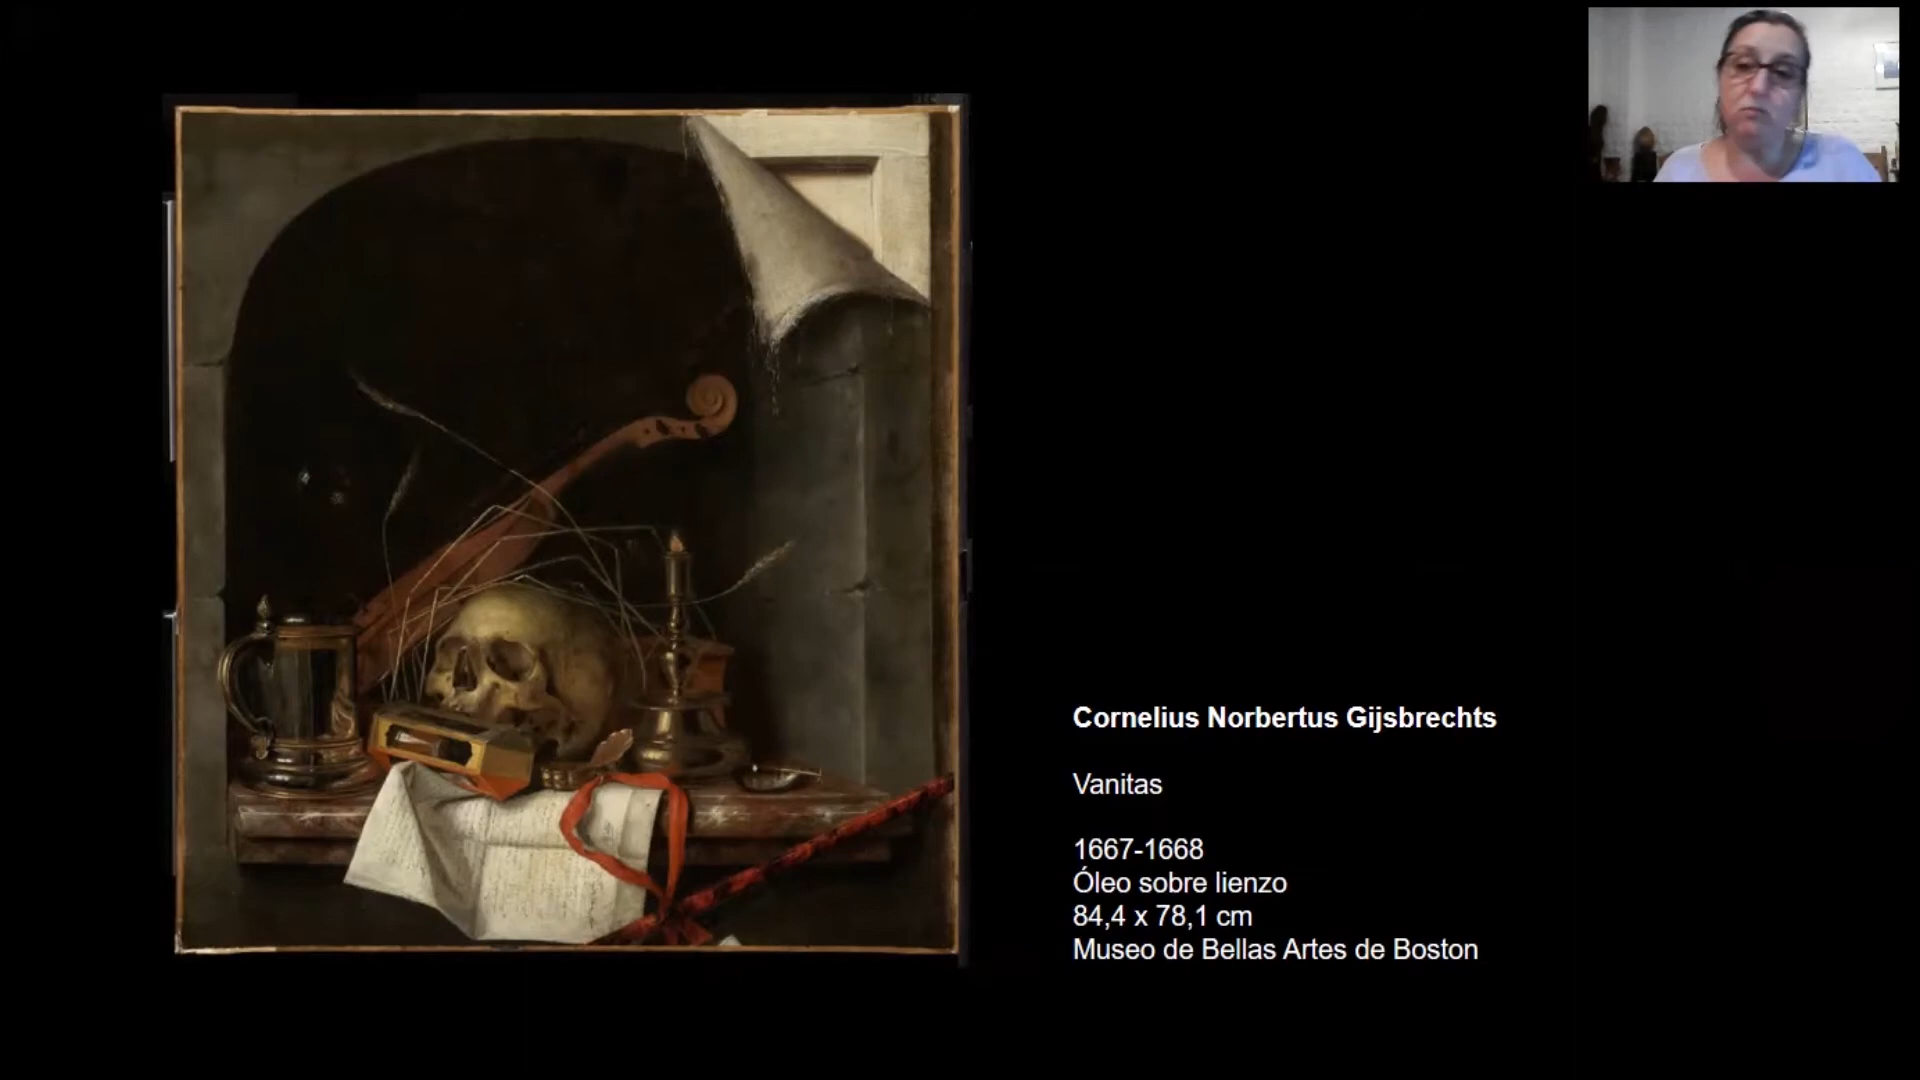 Cornelius Norbertus Gijsbrechts
Vanitas
1667-1668
Óleo sobre lienzo
84,4 x 78,1 cm
Museo de Bellas Artes de Boston